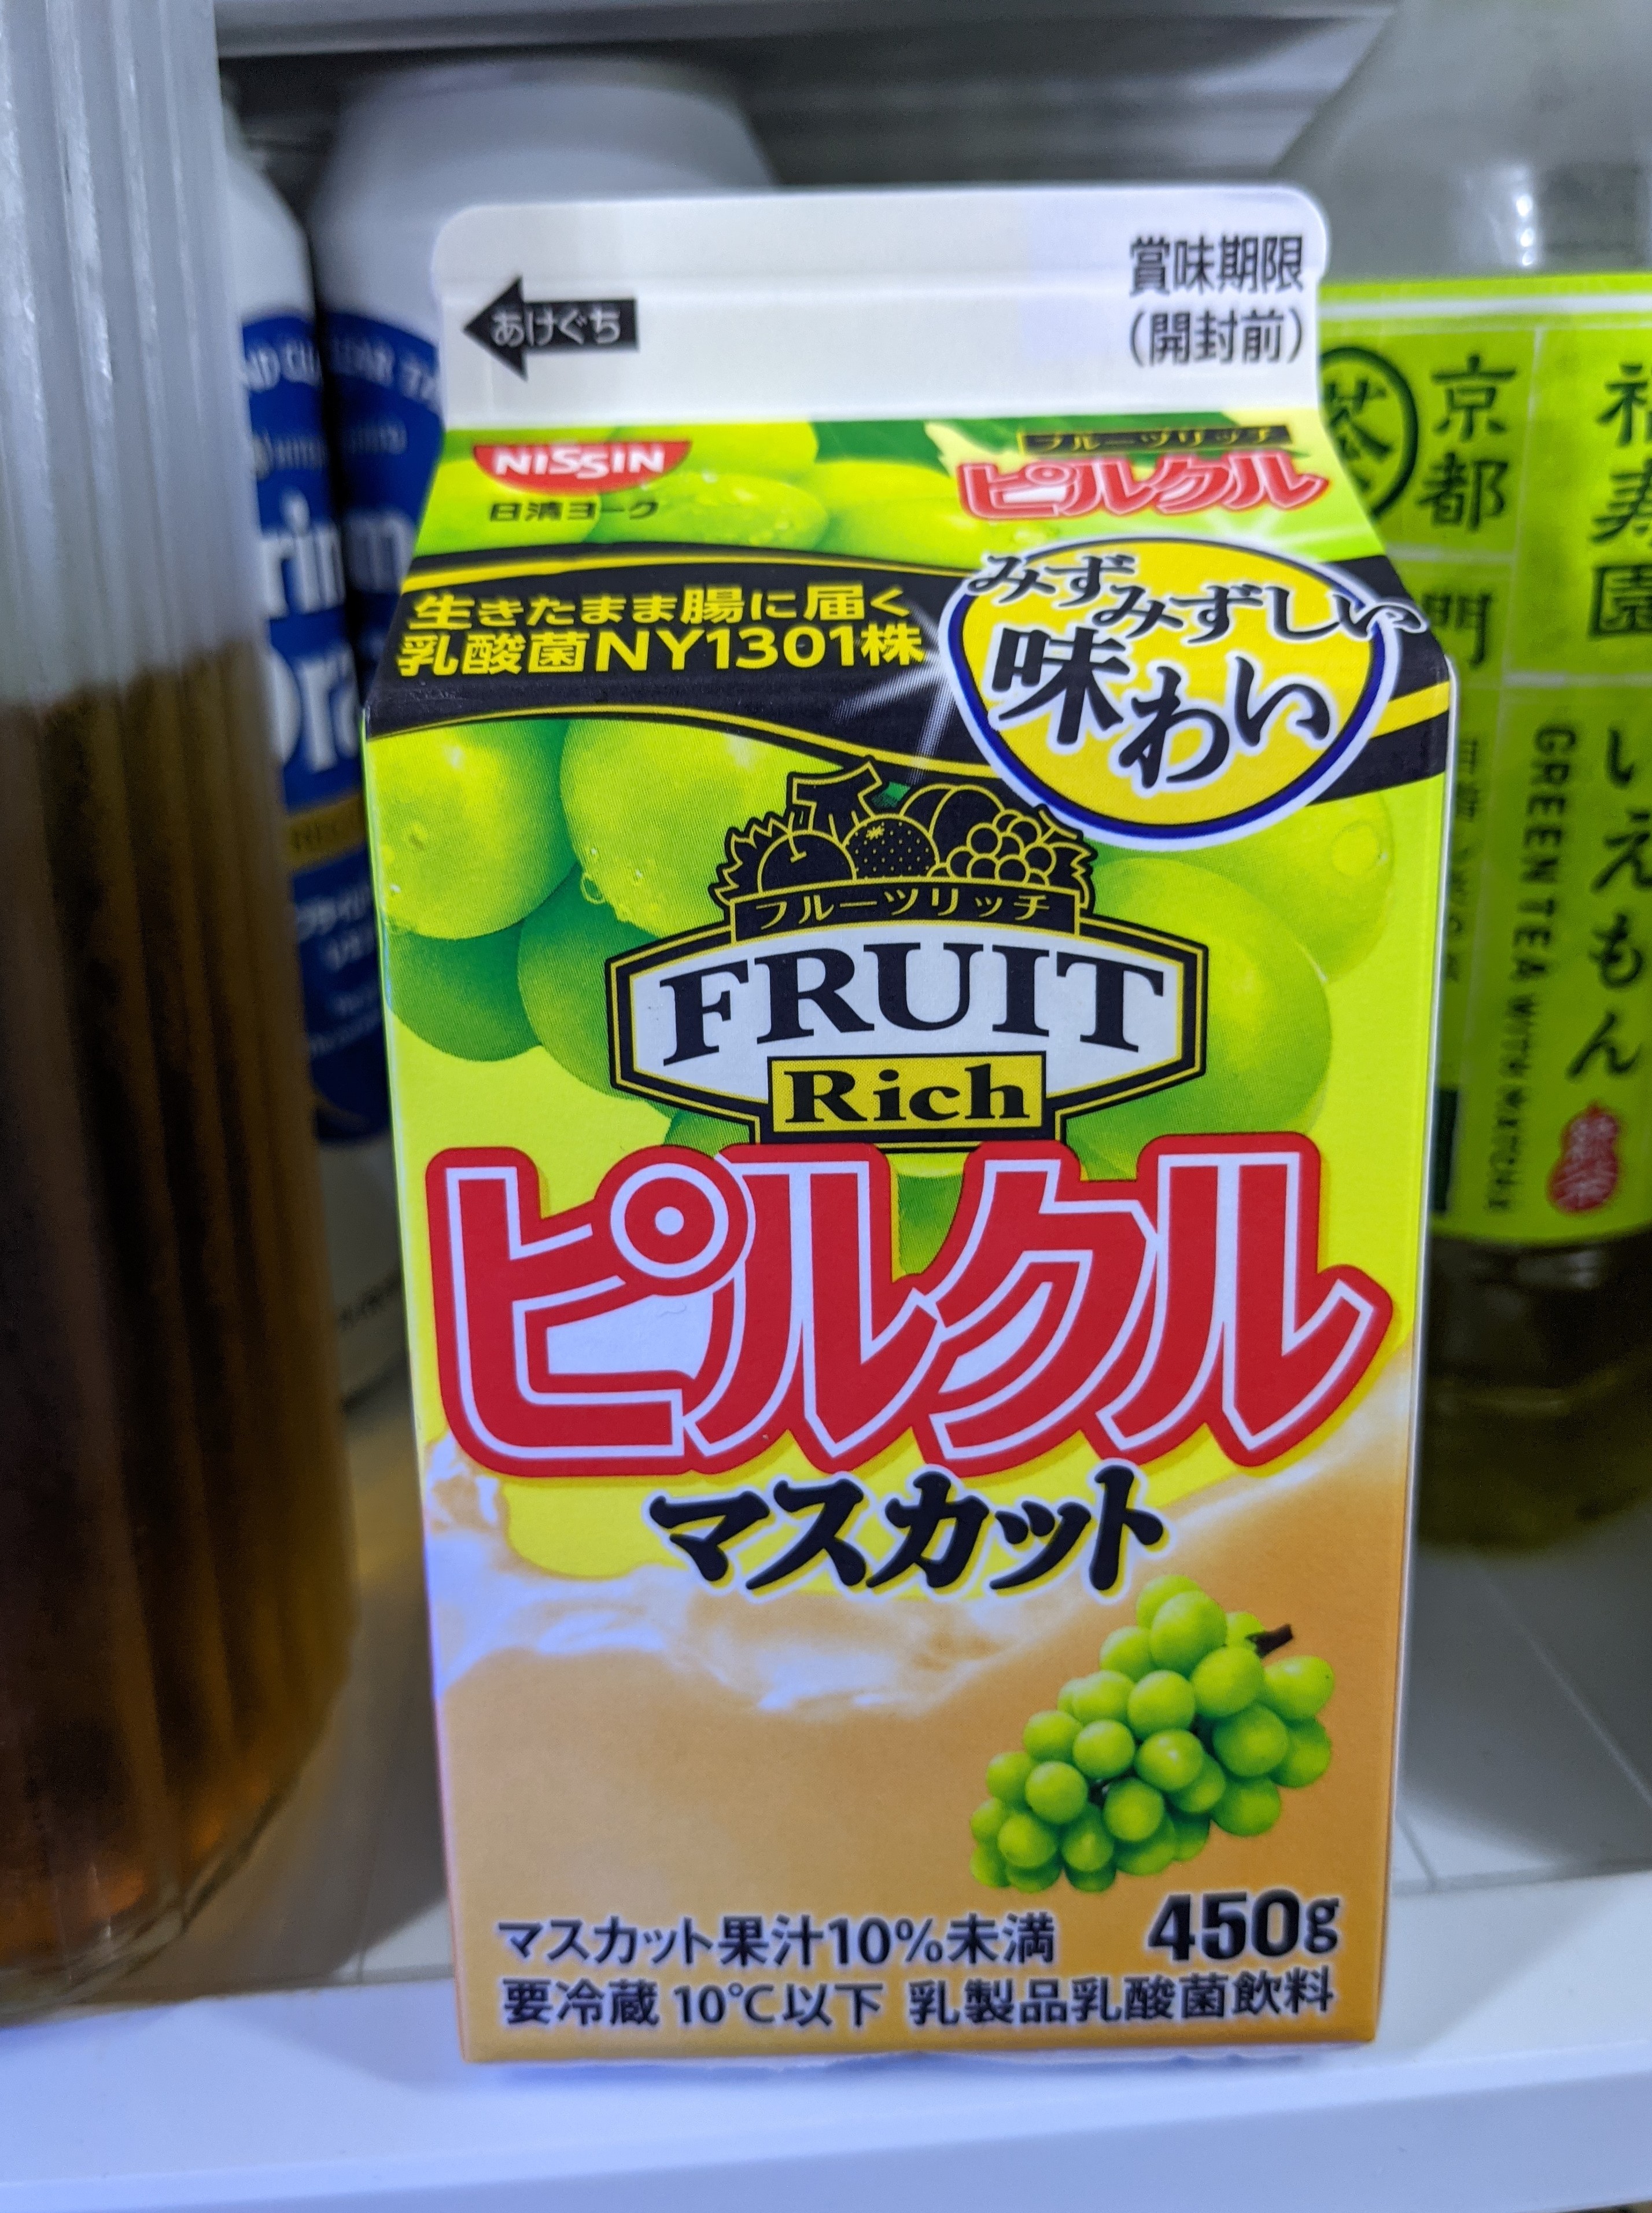 あけぐち
賞味期限
(開封前)
NISSIN
日清ヨーク
フルーツリッチ
ピルクル
生きたまま腸に届く
乳酸菌NY1301株
みずみずしい
味わい
フルーツリッチ
FRUIT
Rich
ピルクル
マスカット
マスカット果汁10%未満
450g
要冷蔵 10℃以下 乳製品乳酸菌飲料
茶
京都
福寿園
いえもん
GREEN TEA WITH